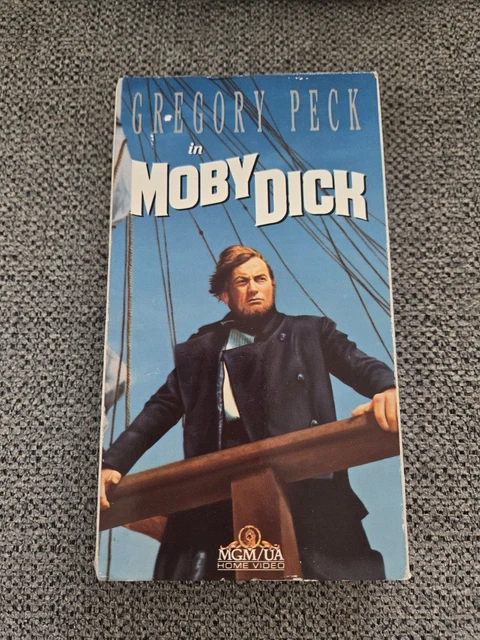 GREGORY PECK
in
MOBY DICK
MGM/UA
HOME VIDEO